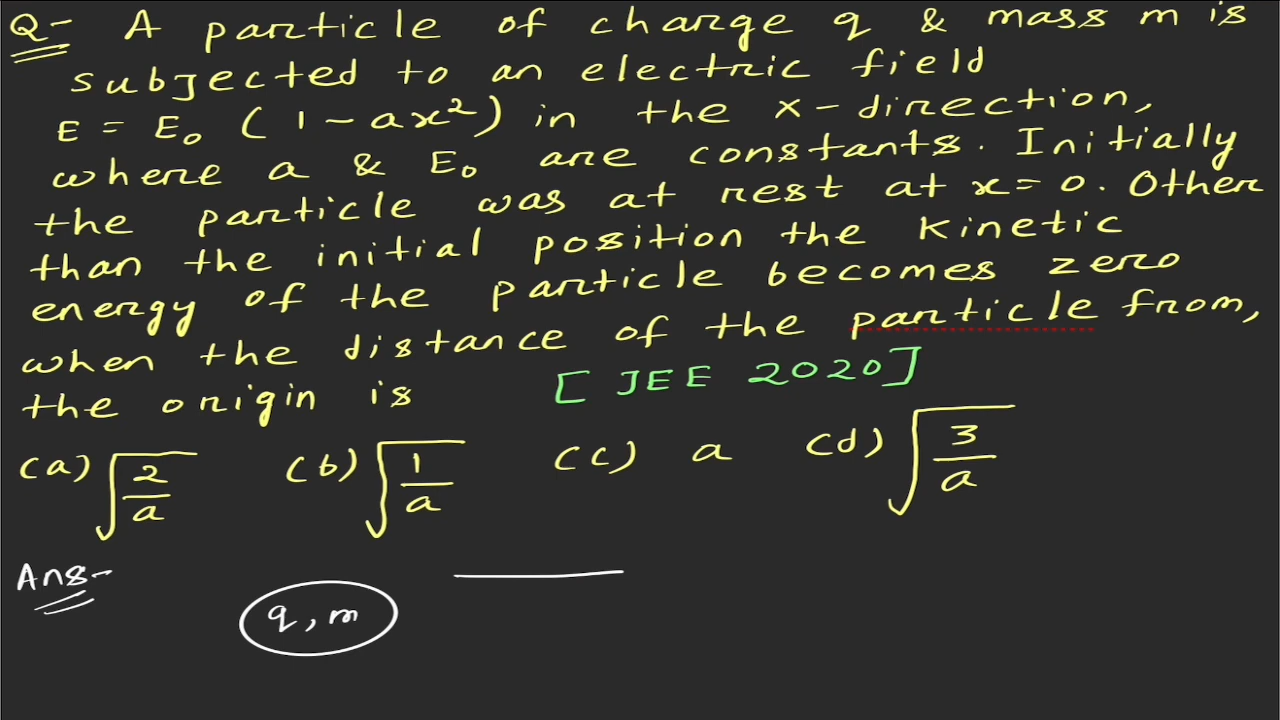 Q- A particle of charge q & mass m is
subjected to an electric field
E = E₀ (1 - ax²) in the x-direction,
where a & E₀ are constants. Initially
the particle was at rest at x=0. Other
than the initial position the kinetic
energy of the particle becomes zero
when the distance of the particle from,
the origin is [JEE 2020]
(a) √(2/a) (b) √(1/a) (c) a (d) √(3/a)
Ans-
q, m